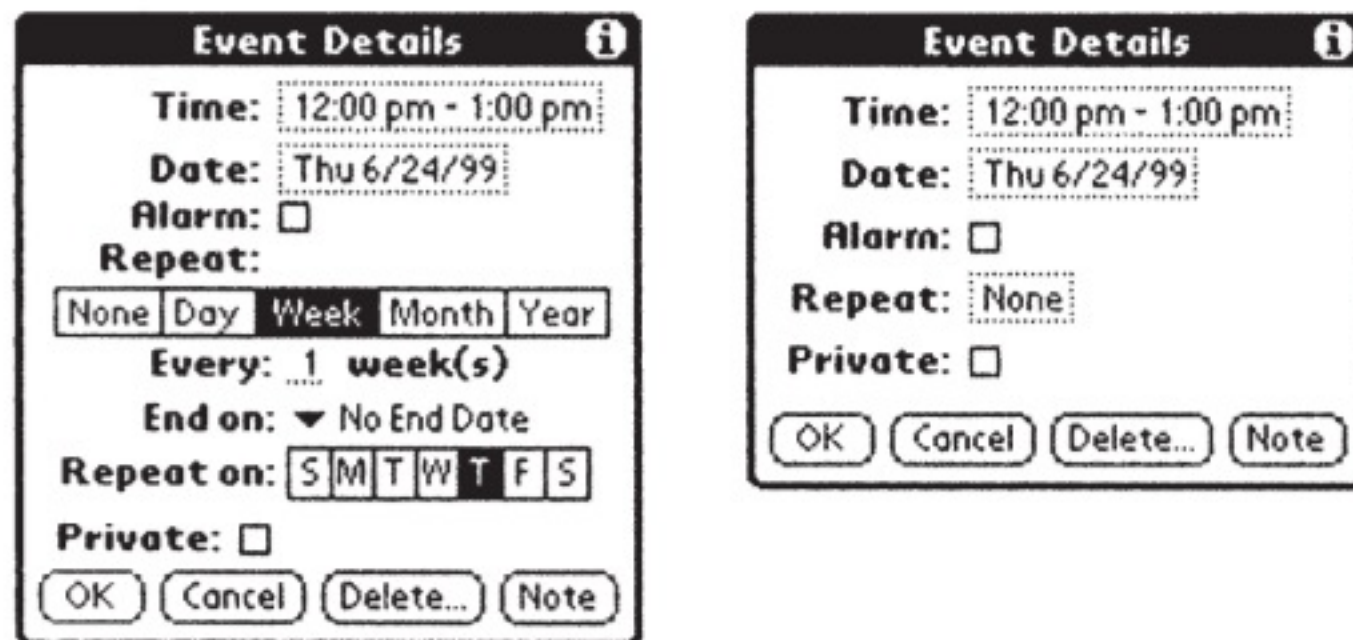 Event Details i
Time: 12:00 pm - 1:00 pm
Date: Thu 6/24/99
Alarm:
Repeat:
None Day Week Month Year
Every: 1 week(s)
End on: No End Date
Repeat on: S M T W T F S
Private:
OK Cancel Delete... Note
Event Details i
Time: 12:00 pm - 1:00 pm
Date: Thu 6/24/99
Alarm:
Repeat: None
Private:
OK Cancel Delete... Note